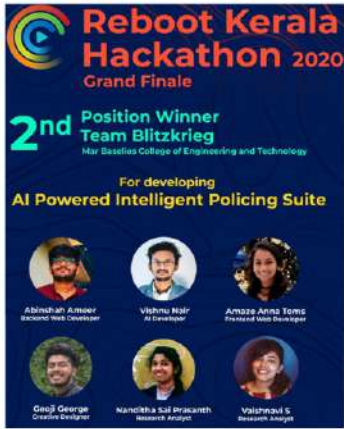 Reboot Kerala
Hackathon 2020
Grand Finale
2nd Position Winner
Team Blitzkrieg
Mar Baselios College of Engineering and Technology
For developing
AI Powered Intelligent Policing Suite
Abinshah Ameer
Backend Web Developer
Vishnu Nair
AI Developer
Amaze Anna Toms
Frontend Web Developer
Geoji George
Creative Designer
Nanditha Sai Prasanth
Research Analyst
Vaishnavi S
Research Analyst